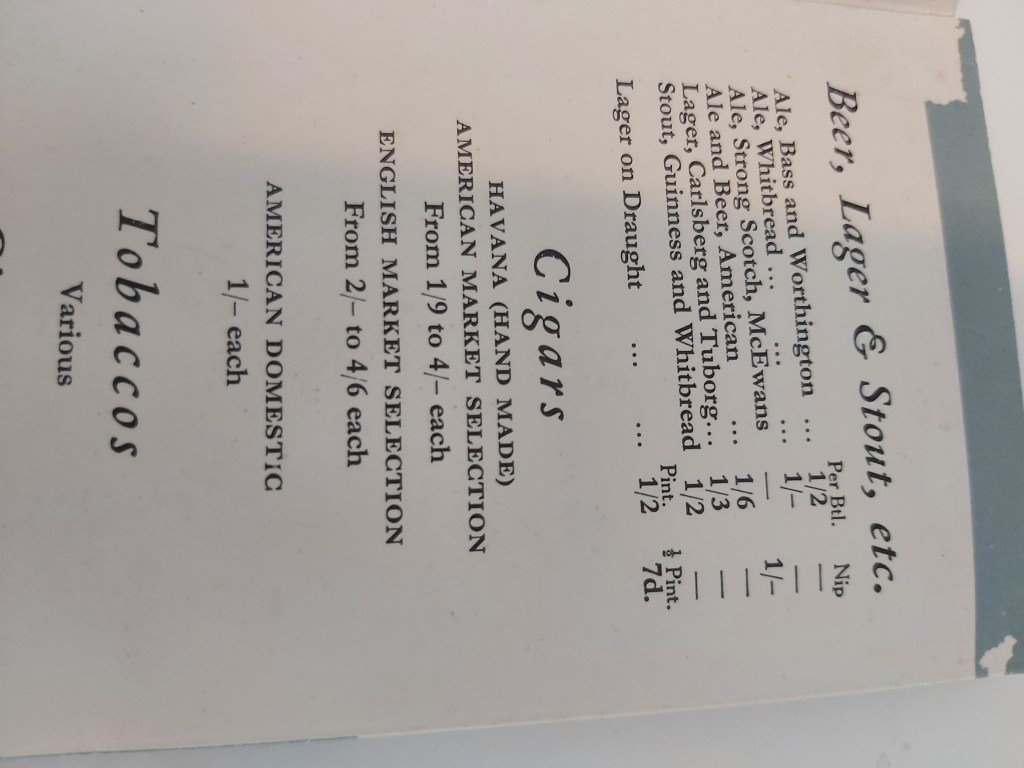 Beer, Lager & Stout, etc.
Per Btl. Nip
Ale, Bass and Worthington ... 1/2 —
Ale, Whitbread ... ... ... 1/- —
Ale, Strong Scotch, McEwans — 1/-
Ale and Beer, American ... 1/6 —
Lager, Carlsberg and Tuborg... 1/3 —
Stout, Guinness and Whitbread 1/2 —
Pint. ½ Pint.
Lager on Draught ... ... 1/2 7d.
Cigars
HAVANA (HAND MADE)
AMERICAN MARKET SELECTION
From 1/9 to 4/– each
ENGLISH MARKET SELECTION
From 2/– to 4/6 each
AMERICAN DOMESTIC
1/– each
Tobaccos
Various